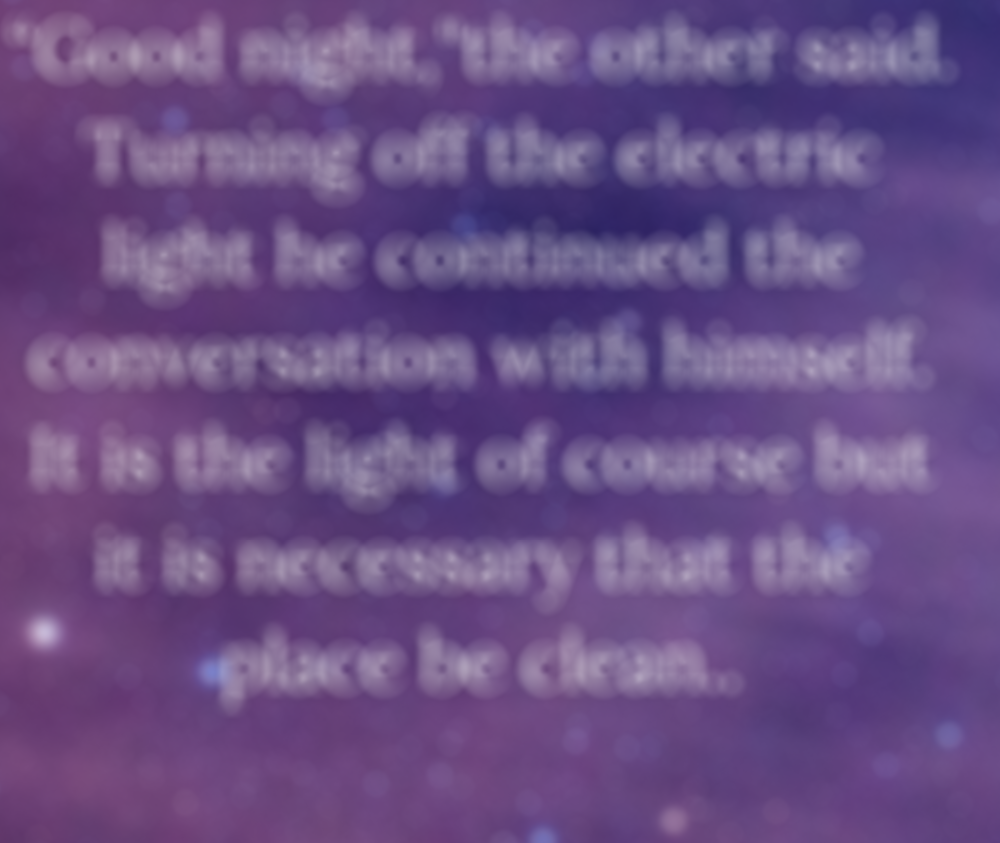 "Good night,"the other said.
Turning off the electric
light he continued the
conversation with himself.
It is the light of course but
it is necessary that the
place be clean..